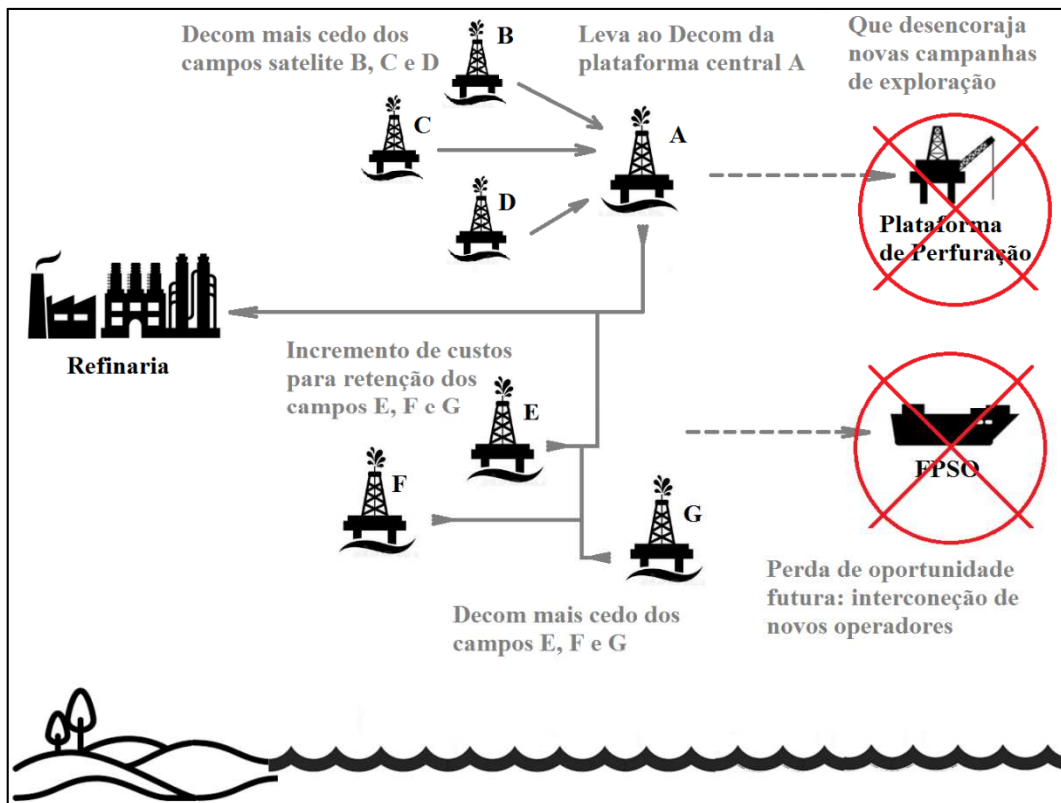 Decom mais cedo dos
campos satelite B, C e D
B
C
D
Leva ao Decom da
plataforma central A
A
Que desencoraja
novas campanhas
de exploração
Plataforma
de Perfuração
Refinaria
Incremento de custos
para retenção dos
campos E, F e G
E
F
G
FPSO
Decom mais cedo dos
campos E, F e G
Perda de oportunidade
futura: interconeção de
novos operadores